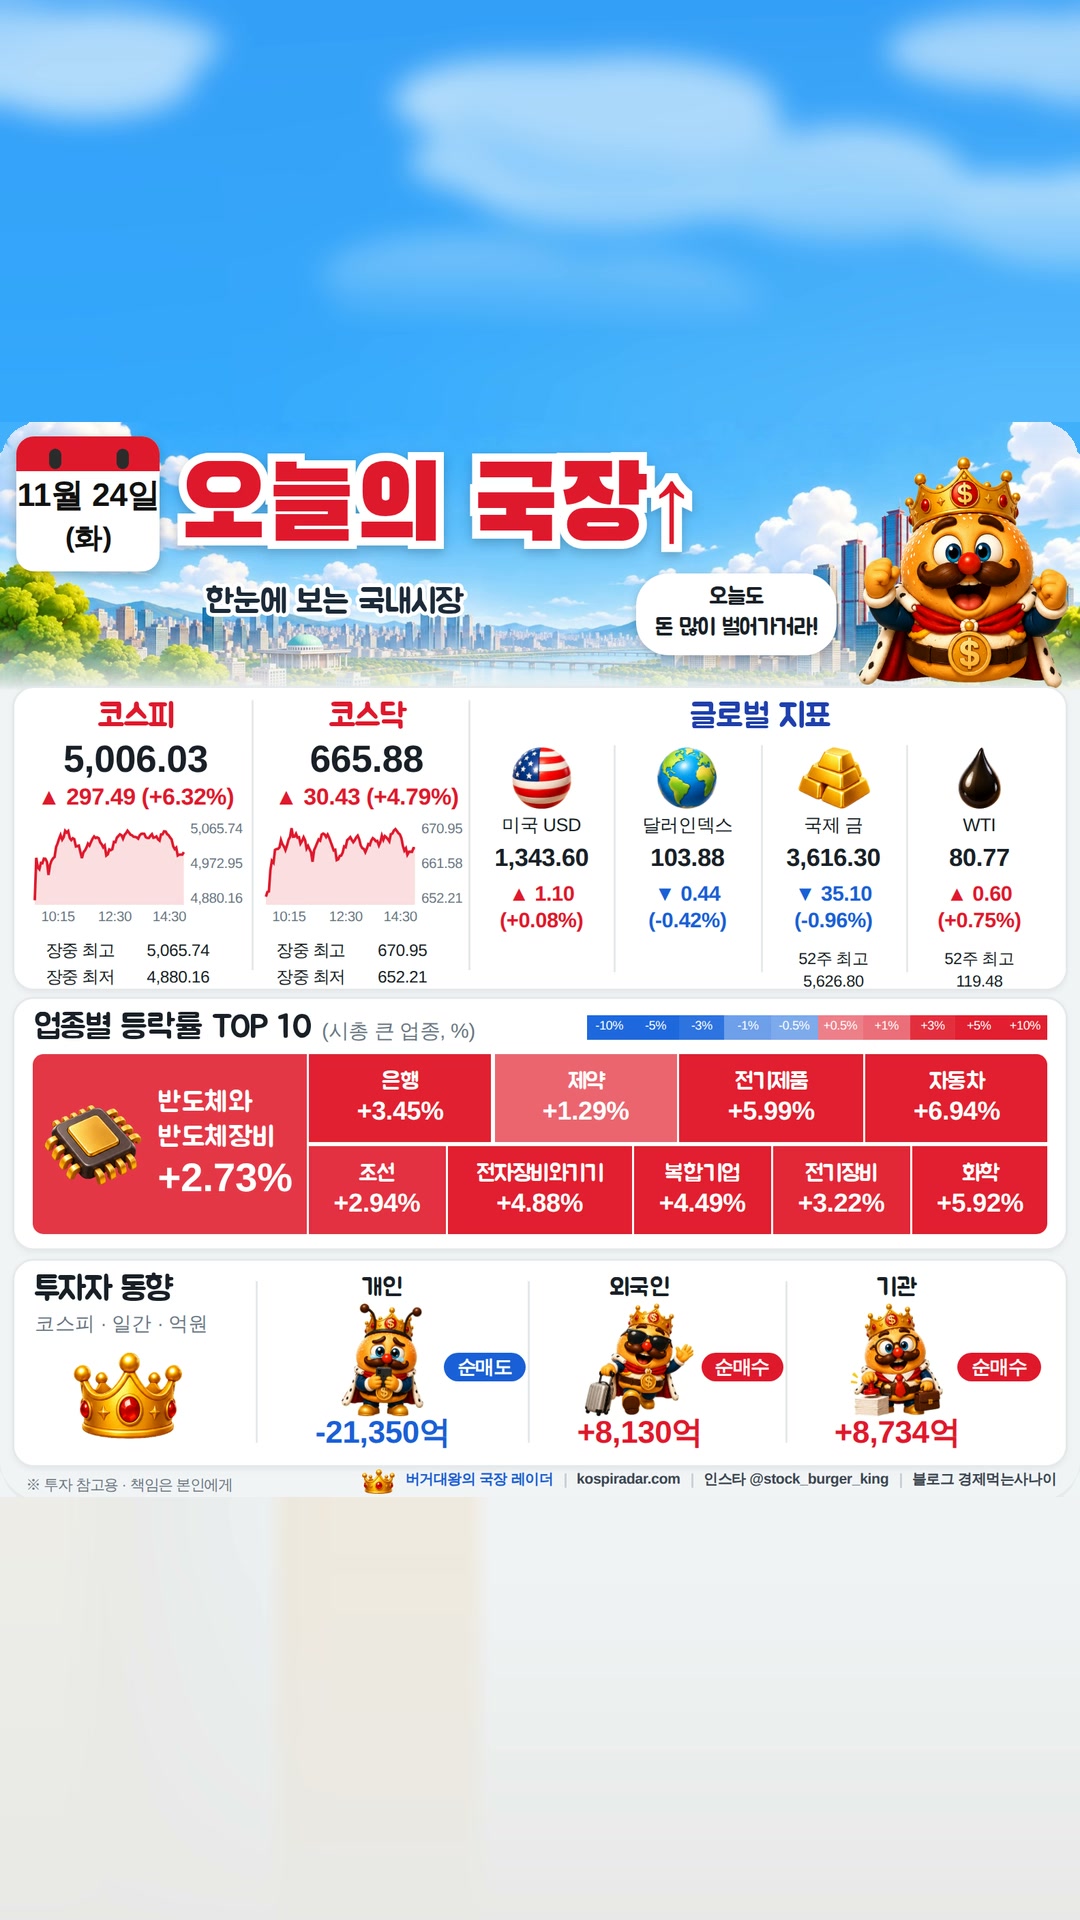 11월 24일
(화)
오늘의 국장↑
한눈에 보는 국내시장
오늘도
돈 많이 벌어가거라!
코스피
5,006.03
▲ 297.49 (+6.32%)
5,065.74
4,972.95
4,880.16
10:15 12:30 14:30
장중 최고 5,065.74
장중 최저 4,880.16
코스닥
665.88
▲ 30.43 (+4.79%)
670.95
661.58
652.21
10:15 12:30 14:30
장중 최고 670.95
장중 최저 652.21
글로벌 지표
미국 USD
1,343.60
▲ 1.10
(+0.08%)
달러인덱스
103.88
▼ 0.44
(-0.42%)
국제 금
3,616.30
▼ 35.10
(-0.96%)
52주 최고
5,626.80
WTI
80.77
▲ 0.60
(+0.75%)
52주 최고
119.48
업종별 등락률 TOP 10 (시총 큰 업종, %)
-10% -5% -3% -1% -0.5% +0.5% +1% +3% +5% +10%
반도체와
반도체장비
+2.73%
은행
+3.45%
제약
+1.29%
전기제품
+5.99%
자동차
+6.94%
조선
+2.94%
전자장비와기기
+4.88%
복합기업
+4.49%
전기장비
+3.22%
화학
+5.92%
투자자 동향
코스피 · 일간 · 억원
개인
순매도
-21,350억
외국인
순매수
+8,130억
기관
순매수
+8,734억
※ 투자 참고용 · 책임은 본인에게
버거대왕의 국장 레이더 | kospiradar.com | 인스타 @stock_burger_king | 블로그 경제먹는사나이